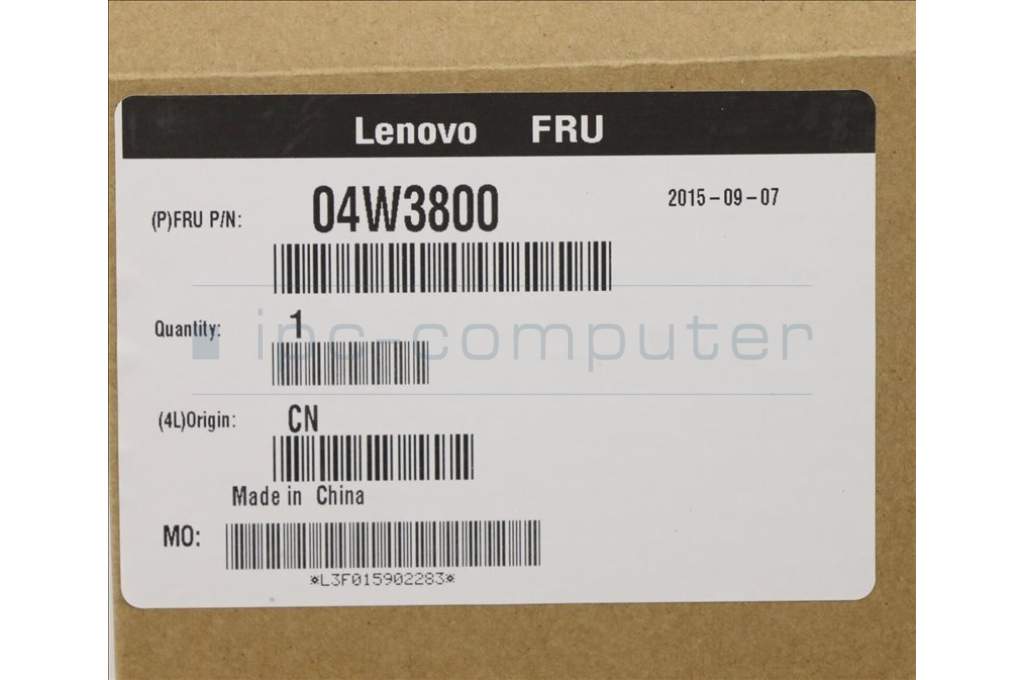 Lenovo FRU
(P)FRU P/N: 04W3800 2015-09-07
Quantity: 1
ipc-computer
(4L)Origin: CN
Made in China
MO:
*L3F015902283*